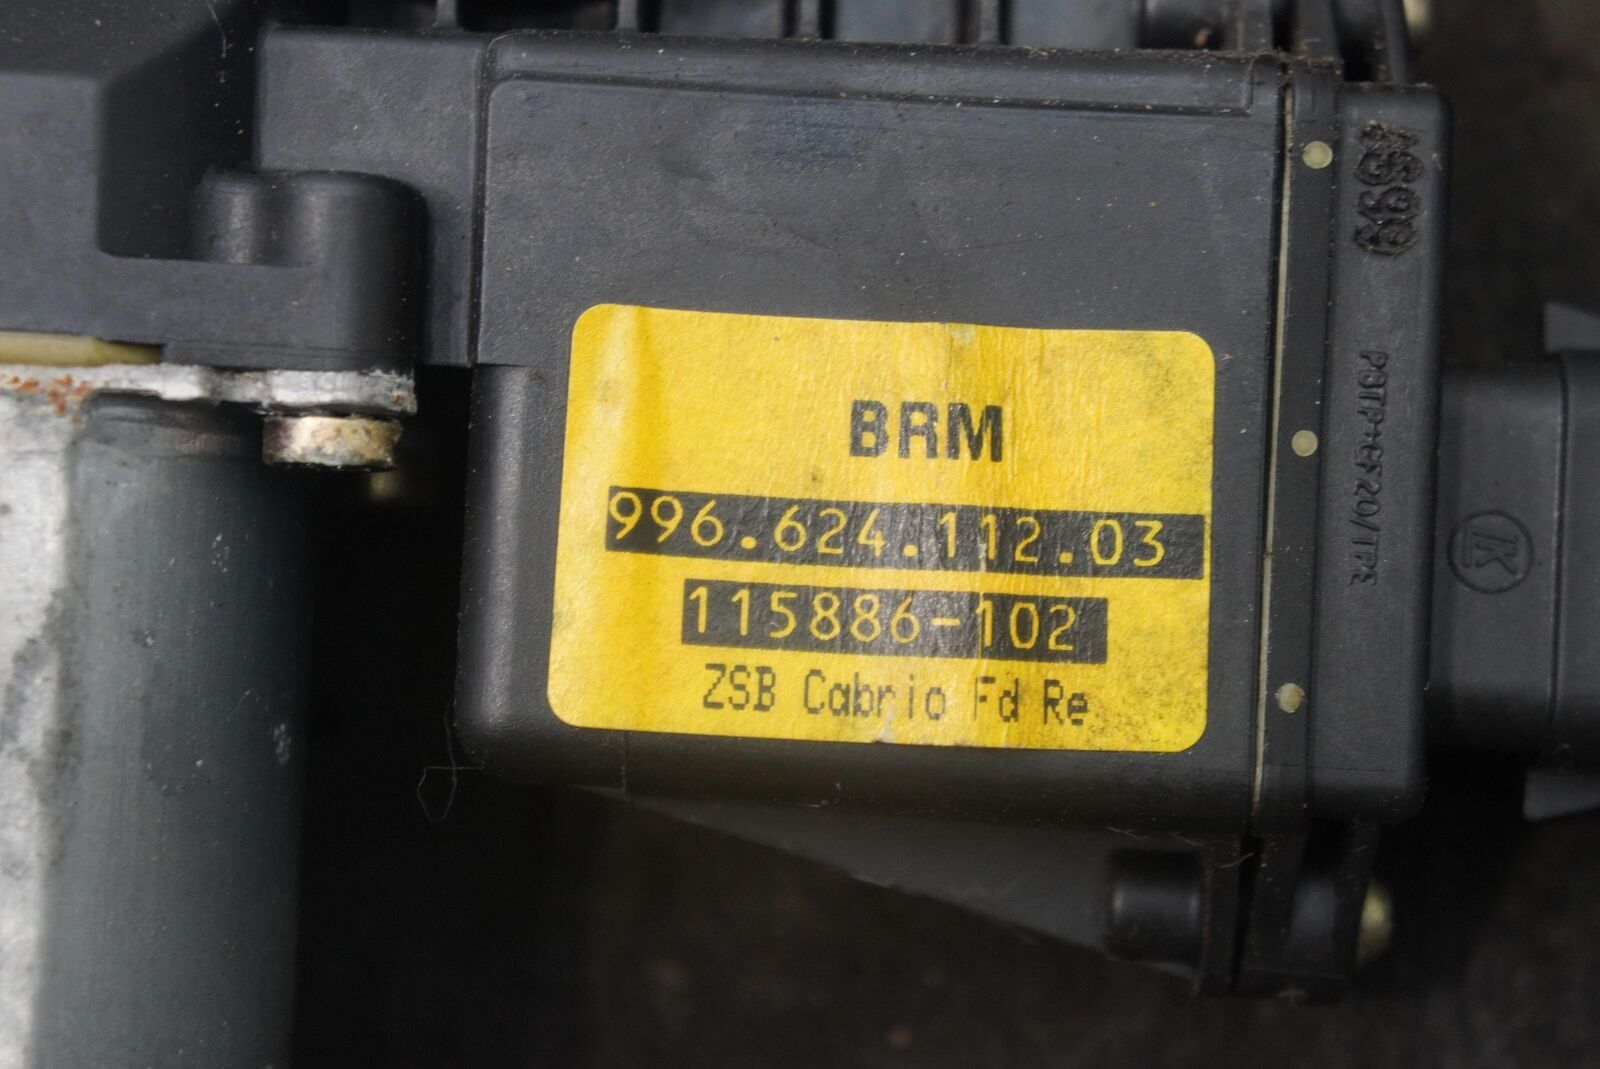 BRM
996.624.112.03
115886-102
ZSB Cabrio Fd Re
K